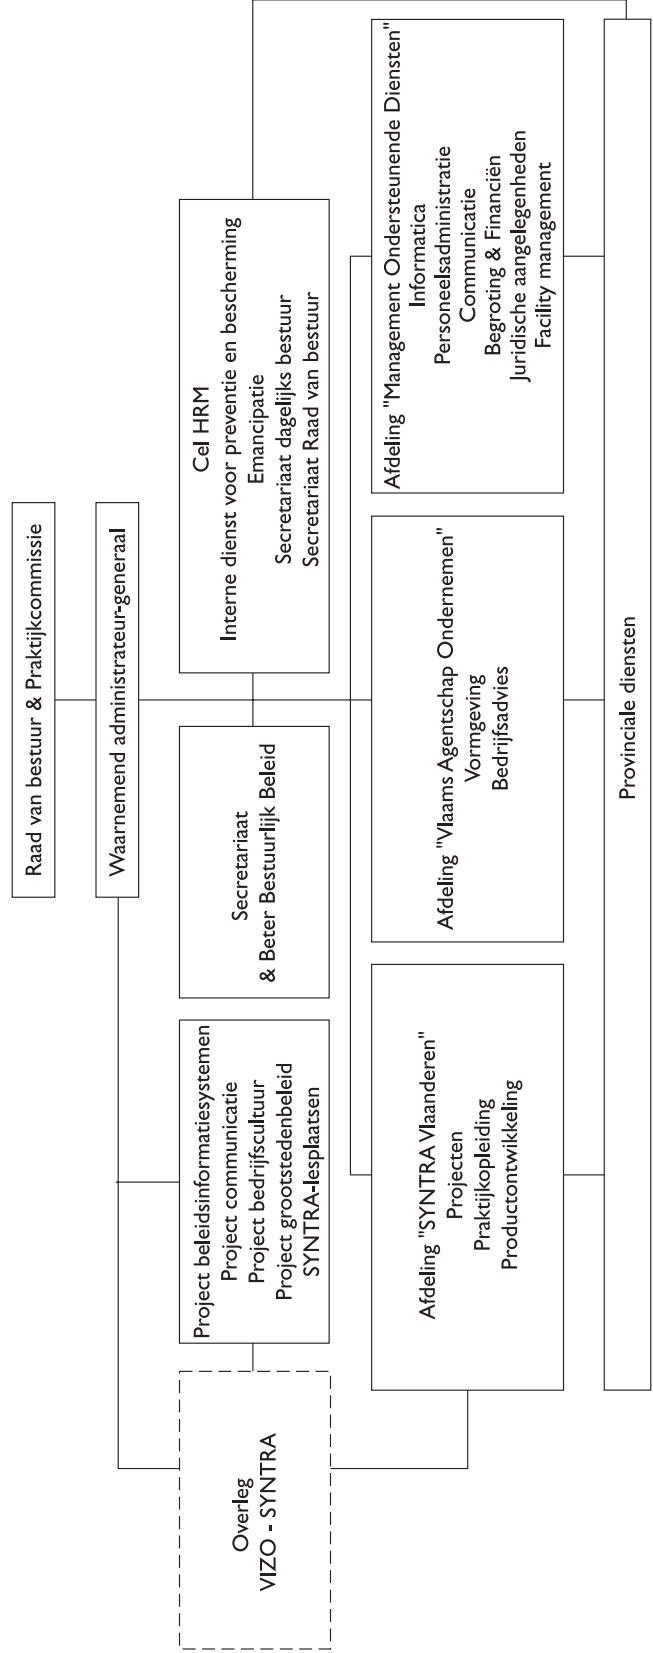 Raad van bestuur & Praktijkcommissie
Waarnemend administrateur-generaal
Overleg
VIZO - SYNTRA
Project beleidsinformatiesystemen
Project communicatie
Project bedrijfscultuur
Project grootstedenbeleid
SYNTRA-lesplaatsen
Secretariaat
& Beter Bestuurlijk Beleid
Cel HRM
Interne dienst voor preventie en bescherming
Emancipatie
Secretariaat dagelijks bestuur
Secretariaat Raad van bestuur
Afdeling "SYNTRA Vlaanderen"
Projecten
Praktijkopleiding
Productontwikkeling
Afdeling "Vlaams Agentschap Ondernemen"
Vormgeving
Bedrijfsadvies
Afdeling "Management Ondersteunende Diensten"
Informatica
Personeelsadministratie
Communicatie
Begroting & Financiën
Juridische aangelegenheden
Facility management
Provinciale diensten